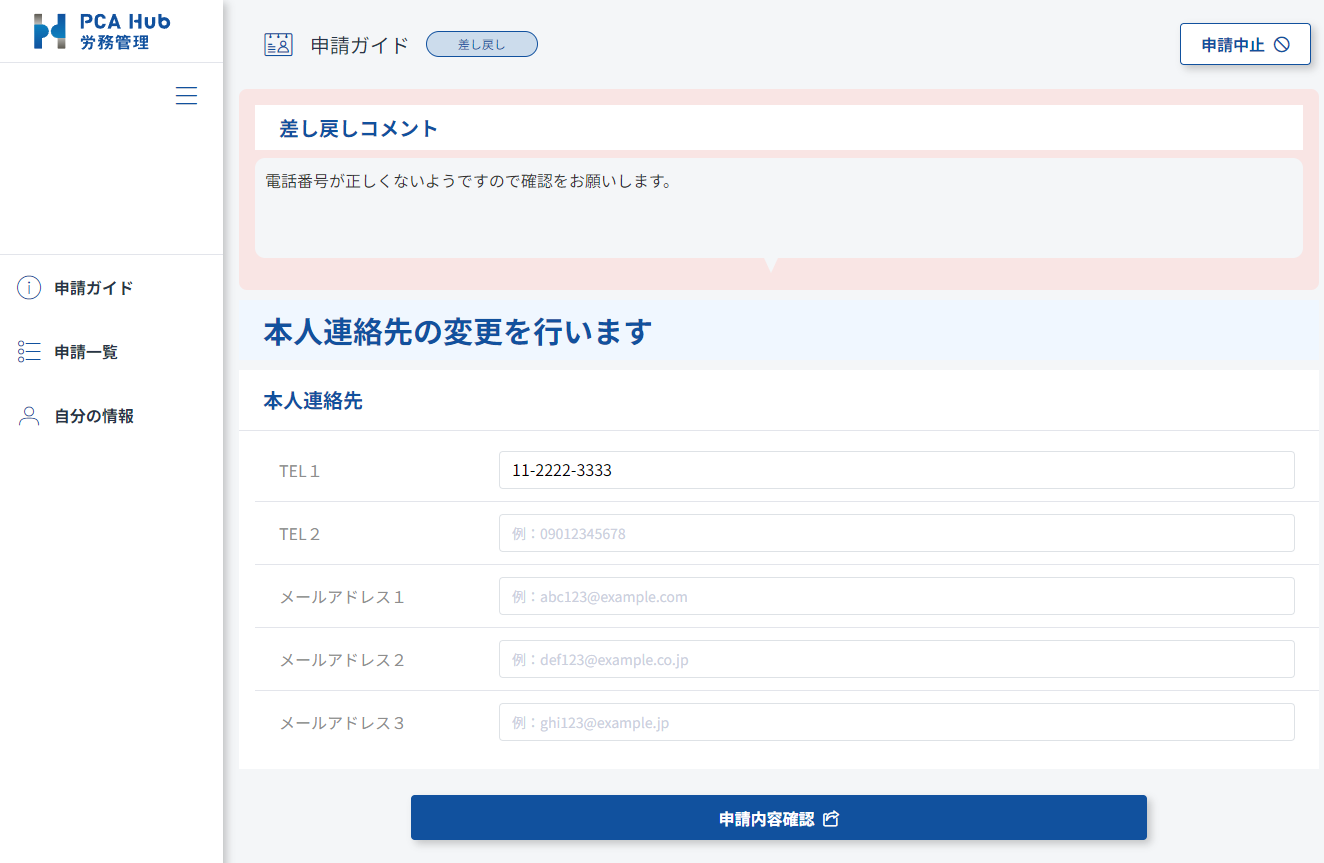 PCA Hub
労務管理
申請ガイド
申請一覧
自分の情報
申請ガイド 差し戻し 申請中止
差し戻しコメント
電話番号が正しくないようですので確認をお願いします。
本人連絡先の変更を行います
本人連絡先
TEL１ 11-2222-3333
TEL２ 例：09012345678
メールアドレス１ 例：abc123@example.com
メールアドレス２ 例：def123@example.co.jp
メールアドレス３ 例：ghi123@example.jp
申請内容確認